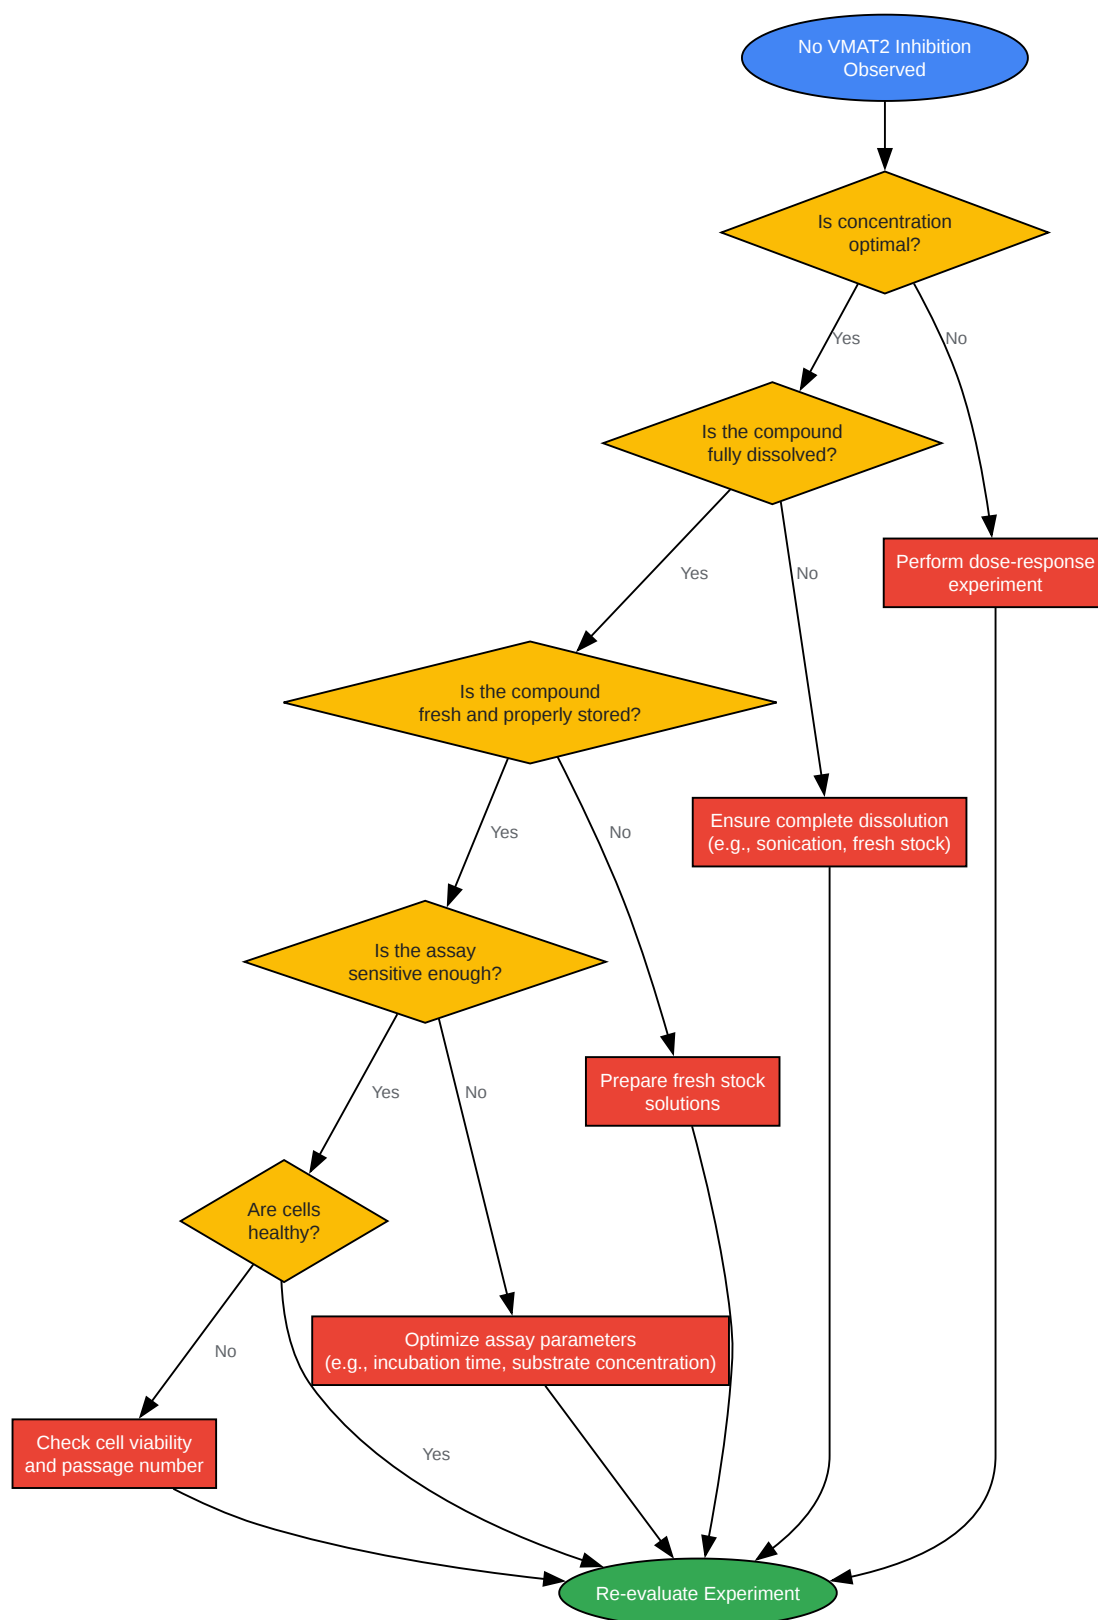 No VMAT2 Inhibition
Observed
Is concentration
optimal?
Yes
No
Is the compound
fully dissolved?
Yes
No
Perform dose-response
experiment
Is the compound
fresh and properly stored?
Yes
No
Ensure complete dissolution
(e.g., sonication, fresh stock)
Is the assay
sensitive enough?
Yes
No
Prepare fresh stock
solutions
Are cells
healthy?
No
Yes
Optimize assay parameters
(e.g., incubation time, substrate concentration)
Check cell viability
and passage number
Re-evaluate Experiment